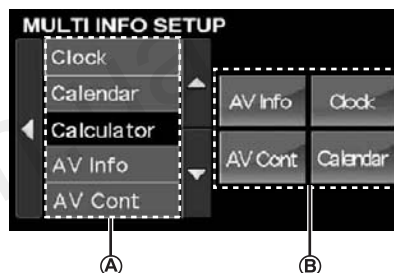 MULTI INFO SETUP
Clock
Calendar
Calculator
AV Info
AV Cont
AV Info Clock
AV Cont Calendar
A B